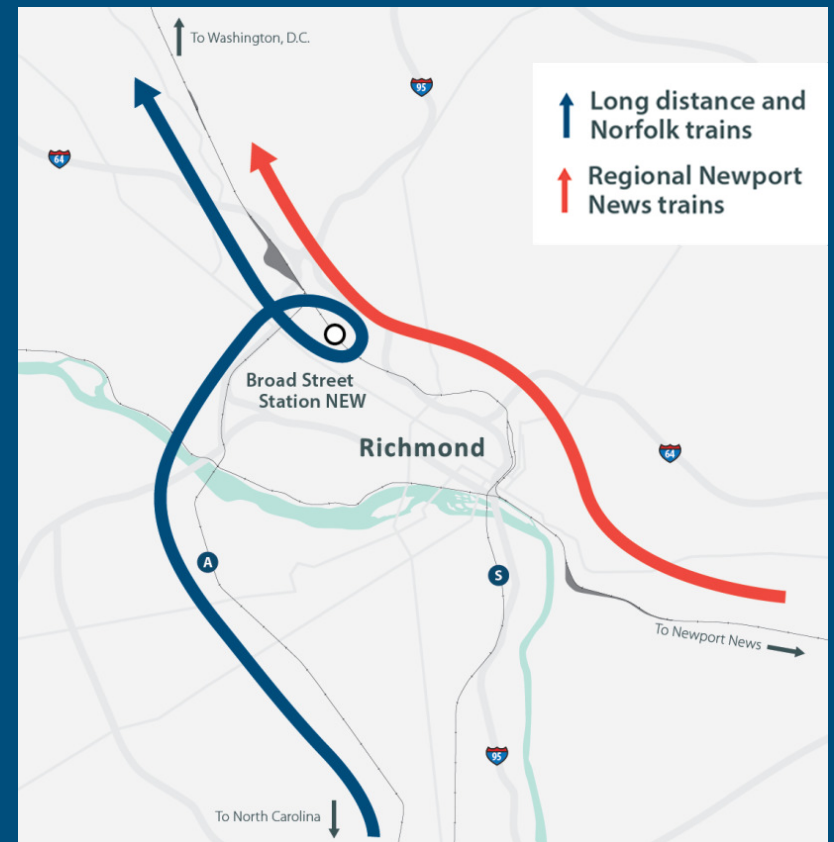 To Washington, D.C.
95
64
Long distance and
Norfolk trains
Regional Newport
News trains
Broad Street
Station NEW
Richmond
64
A
S
To Newport News
95
To North Carolina